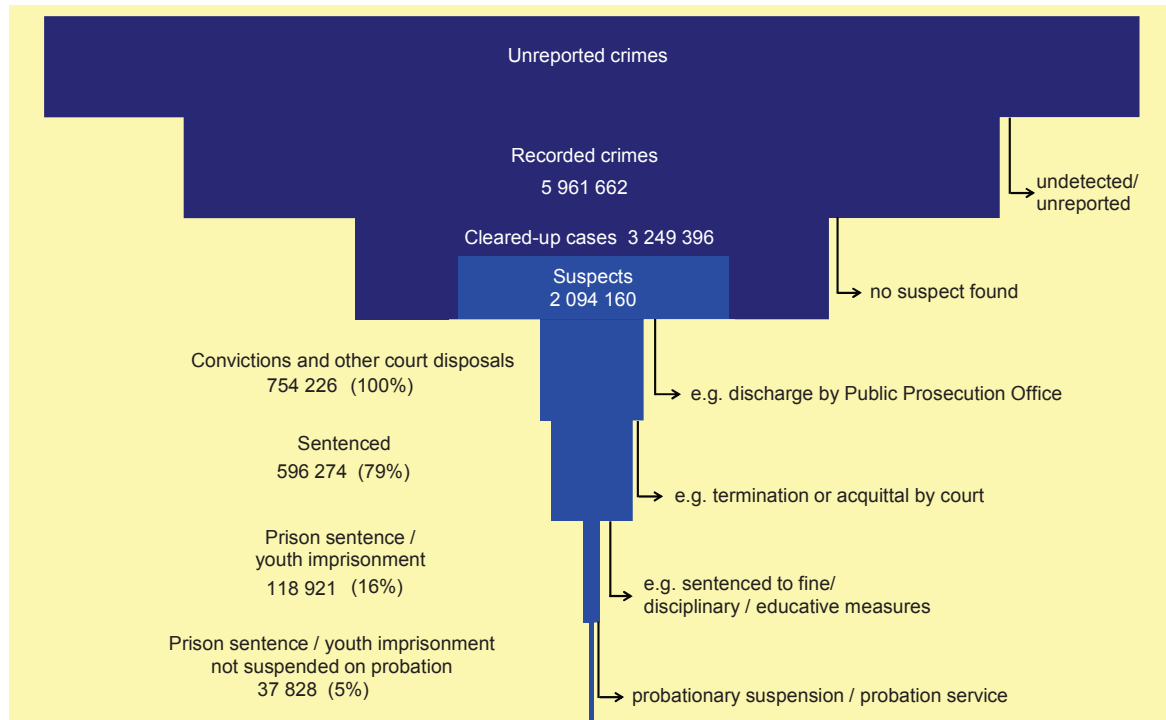 Unreported crimes
Recorded crimes
5 961 662
undetected/
unreported
Cleared-up cases 3 249 396
Suspects
2 094 160
no suspect found
Convictions and other court disposals
754 226 (100%)
e.g. discharge by Public Prosecution Office
Sentenced
596 274 (79%)
e.g. termination or acquittal by court
Prison sentence /
youth imprisonment
118 921 (16%)
e.g. sentenced to fine/
disciplinary / educative measures
Prison sentence / youth imprisonment
not suspended on probation
37 828 (5%)
probationary suspension / probation service